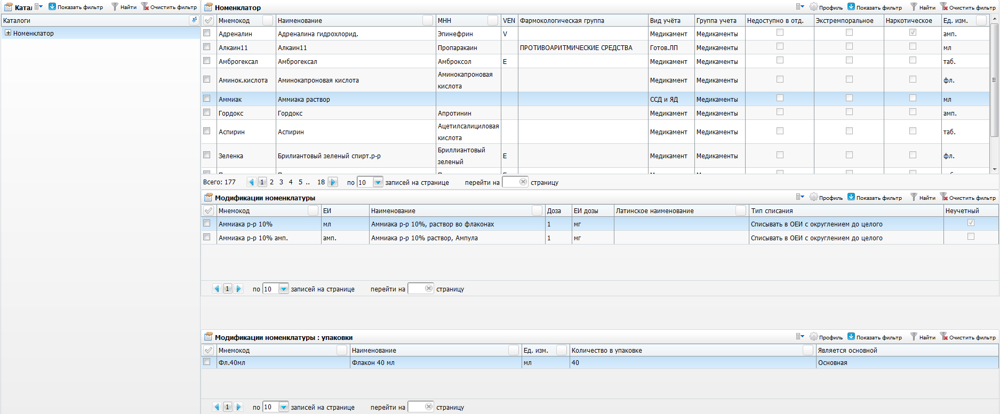 Катал Показать фильтр Найти Очистить фильтр
Каталоги
Номенклатор
Номенклатор Профиль Показать фильтр Найти Очистить фильтр
Мнемокод Наименование МНН VEN Фармокологическая группа Вид учёта Группа учета Недоступно в отд. Экстремпоральное Наркотическое Ед. изм.
Адреналин Адреналина гидрохлорид. Эпинефрин V Медикамент Медикаменты амп.
Алкаин11 Алкаин11 Пропаракаин ПРОТИВОАРИТМИЧЕСКИЕ СРЕДСТВА Готов.ЛП Медикаменты мл
Амброгексал Амброгексал Амброксол E Медикамент Медикаменты таб.
Аминок.кислота Аминокапроновая кислота Аминокапроновая кислота Медикамент Медикаменты фл.
Аммиак Аммиака раствор ССД и ЯД Медикаменты мл
Гордокс Гордокс Апротинин Медикамент Медикаменты амп.
Аспирин Аспирин Ацетилсалициловая кислота Медикамент Медикаменты таб.
Зеленка Брилиантовый зеленый спирт.р-р Бриллиантовый зеленый E Медикамент Медикаменты фл.
Всего: 177 1 2 3 4 5 .. 18 по 10 записей на странице перейти на страницу
Модификации номенклатуры Профиль Показать фильтр Найти Очистить фильтр
Мнемокод ЕИ Наименование Доза ЕИ дозы Латинское наименование Тип списания Неучетный
Аммиака р-р 10% мл Аммиака р-р 10%, раствор во флаконах 1 мг Списывать в ОЕИ с округлением до целого
Аммиака р-р 10% амп. амп. Аммиака р-р 10% раствор, Ампула 1 мг Списывать в ОЕИ с округлением до целого
1 по 10 записей на странице перейти на страницу
Модификации номенклатуры : упаковки Профиль Показать фильтр Найти Очистить фильтр
Мнемокод Наименование Ед. изм. Количество в упаковке Является основной
Фл.40мл Флакон 40 мл мл 40 Основная
1 по 10 записей на странице перейти на страницу